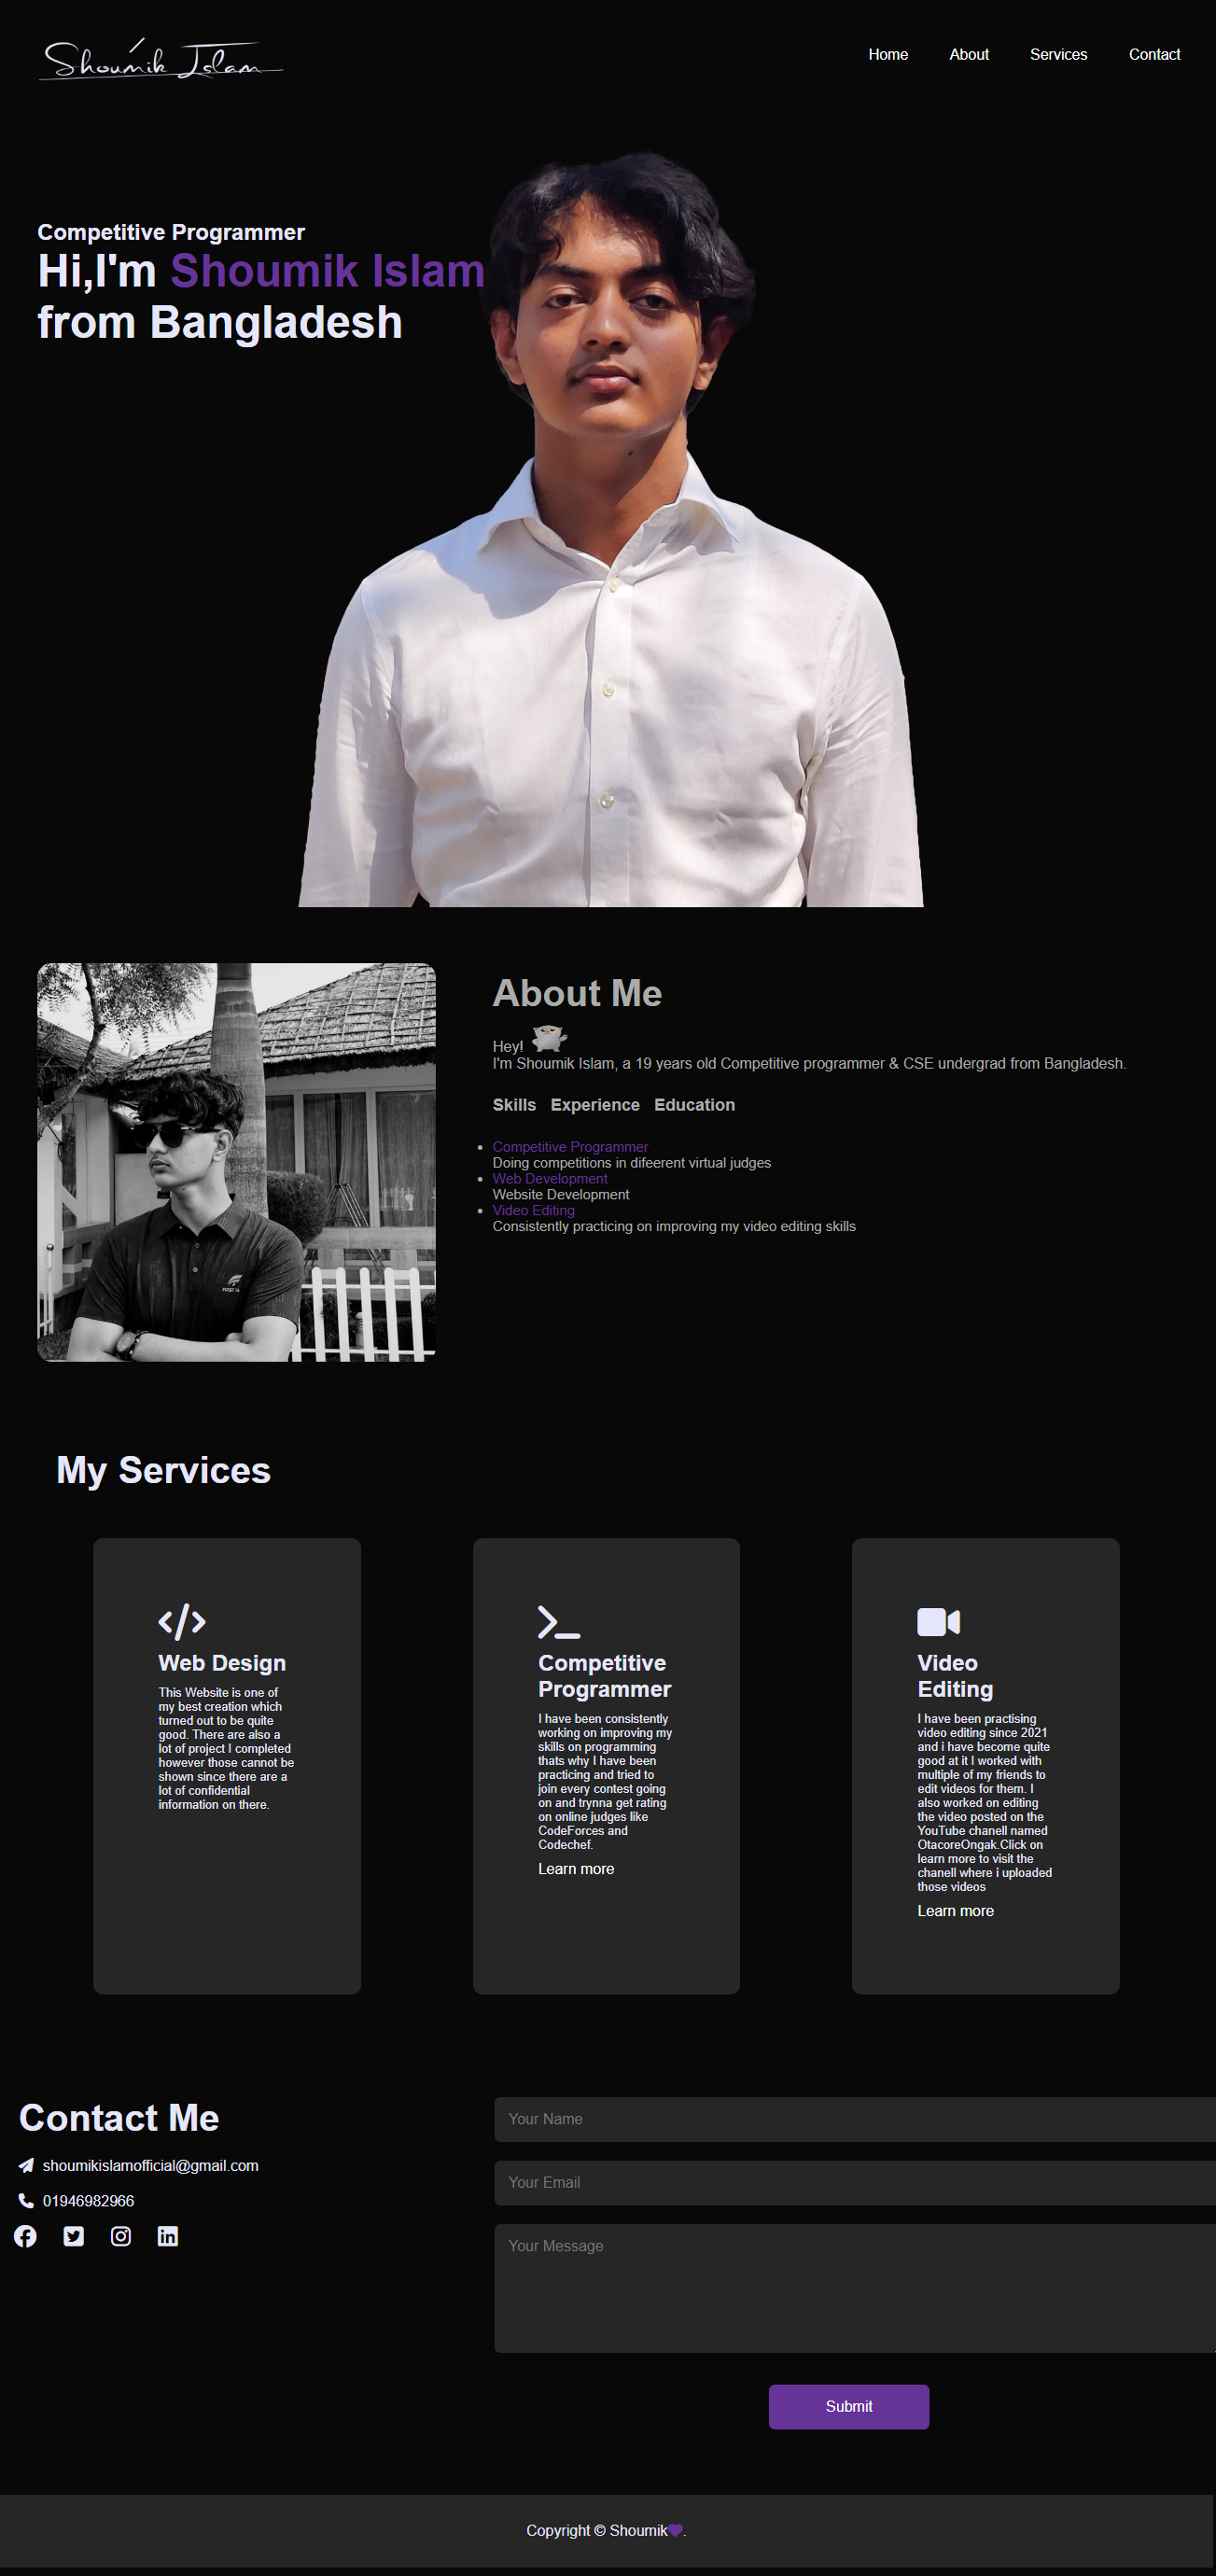 Shoumik Islam
Home About Services Contact
Competitive Programmer
Hi,I'm Shoumik Islam
from Bangladesh
About Me
Hey!
I'm Shoumik Islam, a 19 years old Competitive programmer & CSE undergrad from Bangladesh.
Skills Experience Education
Competitive Programmer
Doing competitions in difeerent virtual judges
Web Development
Website Development
Video Editing
Consistently practicing on improving my video editing skills
My Services
Web Design
This Website is one of
my best creation which
turned out to be quite
good. There are also a
lot of project I completed
however those cannot be
shown since there are a
lot of confidential
information on there.
Competitive
Programmer
I have been consistently
working on improving my
skills on programming
thats why I have been
practicing and tried to
join every contest going
on and trynna get rating
on online judges like
CodeForces and
Codechef.
Learn more
Video
Editing
I have been practising
video editing since 2021
and i have become quite
good at it I worked with
multiple of my friends to
edit videos for them. I
also worked on editing
the video posted on the
YouTube chanell named
OtacoreOngak.Click on
learn more to visit the
chanell where i uploaded
those videos
Learn more
Contact Me
shoumikislamofficial@gmail.com
01946982966
Your Name
Your Email
Your Message
Submit
Copyright © Shoumik💜.